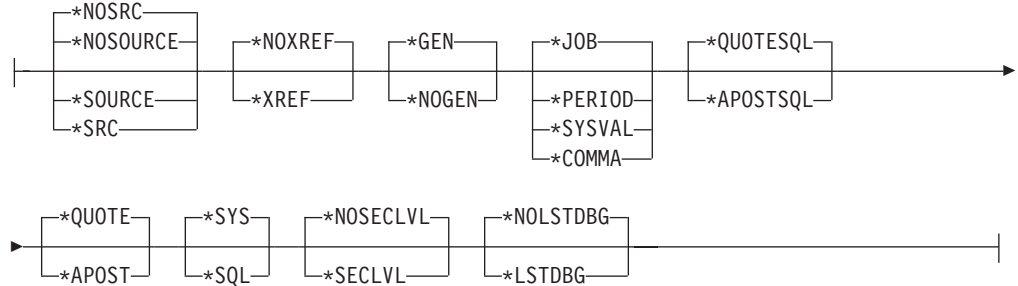 *NOSRC
*NOSOURCE *NOXREF *GEN *JOB *QUOTESQL
*SOURCE *XREF *NOGEN *PERIOD *APOSTSQL
*SRC *SYSVAL
*COMMA
*QUOTE *SYS *NOSECLVL *NOLSTDBG
*APOST *SQL *SECLVL *LSTDBG